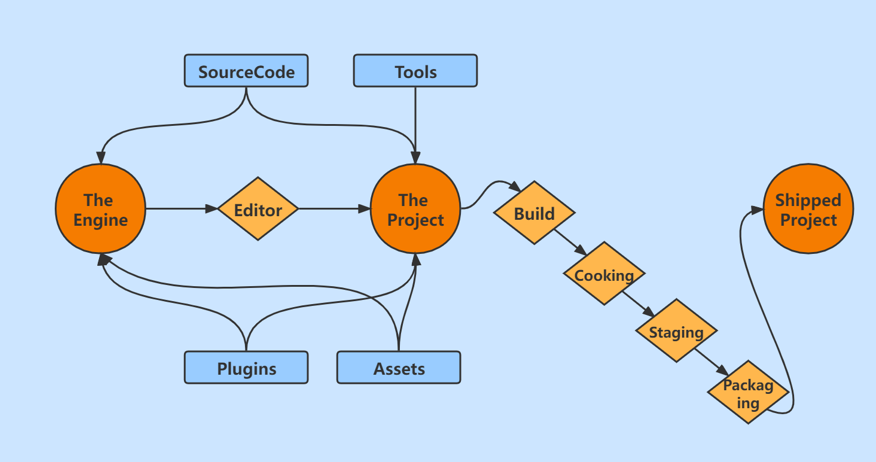 SourceCode
Tools
The
Engine
Editor
The
Project
Build
Cooking
Staging
Packag
ing
Shipped
Project
Plugins
Assets